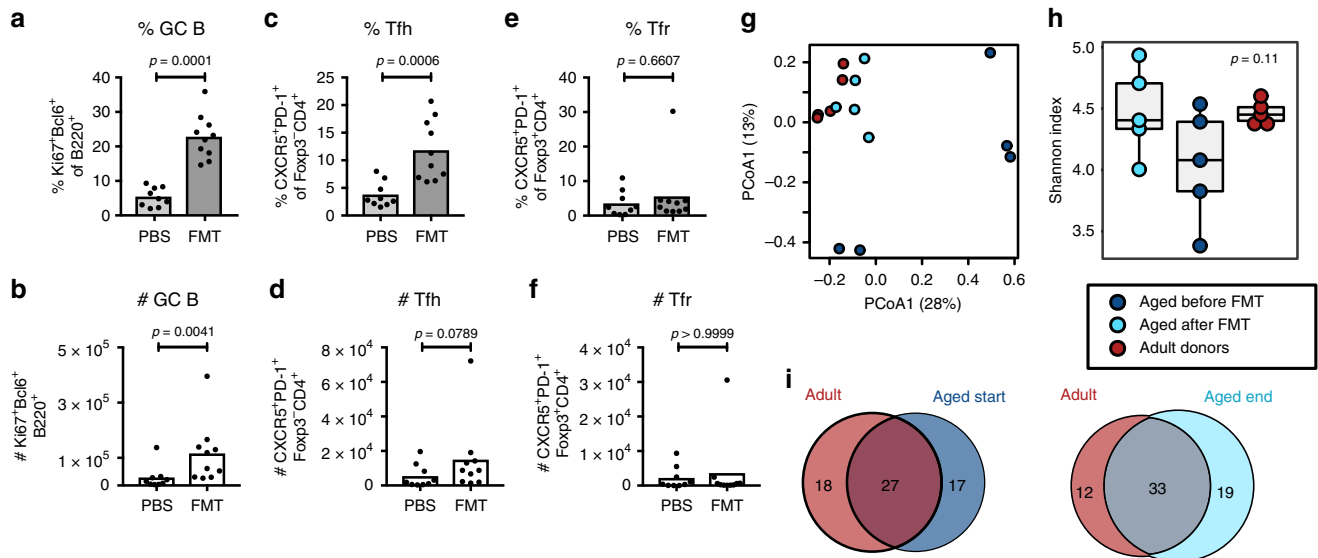 a
% GC B
p = 0.0001
% Ki67⁺Bcl6⁺
of B220⁺
40
30
20
10
0
PBS
FMT
c
% Tfh
p = 0.0006
% CXCR5⁺PD-1⁺
of Foxp3⁻CD4⁺
25
20
15
10
5
0
PBS
FMT
e
% Tfr
p = 0.6607
% CXCR5⁺PD-1⁺
of Foxp3⁺CD4⁺
40
30
20
10
0
PBS
FMT
g
PCoA1 (13%)
0.2
0.0
−0.2
−0.4
−0.2
0.0
0.2
0.4
0.6
PCoA1 (28%)
h
p = 0.11
Shannon index
5.0
4.5
4.0
3.5
Aged before FMT
Aged after FMT
Adult donors
b
# GC B
p = 0.0041
# Ki67⁺Bcl6⁺
B220⁺
5 × 10⁵
3 × 10⁵
1 × 10⁵
0
PBS
FMT
d
# Tfh
p = 0.0789
# CXCR5⁺PD-1⁺
Foxp3⁻CD4⁺
8 × 10⁴
6 × 10⁴
4 × 10⁴
2 × 10⁴
0
PBS
FMT
f
# Tfr
p > 0.9999
# CXCR5⁺PD-1⁺
Foxp3⁺CD4⁺
4 × 10⁴
3 × 10⁴
2 × 10⁴
1 × 10⁴
0
PBS
FMT
i
Adult
Aged start
18
27
17
Adult
Aged end
12
33
19